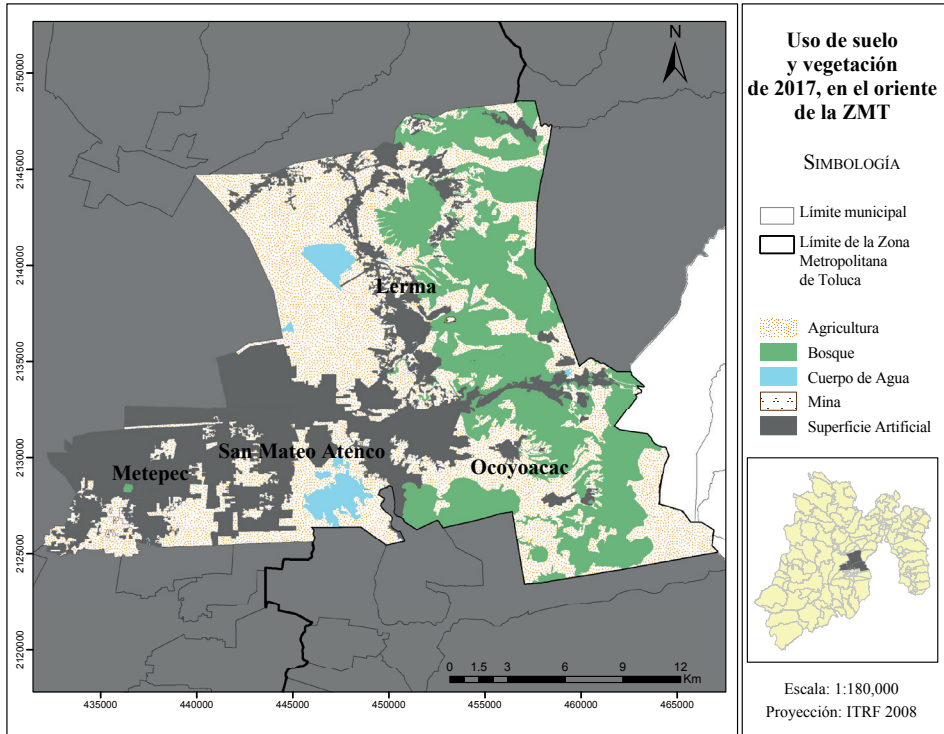 Uso de suelo
y vegetación
de 2017, en el oriente
de la ZMT
SIMBOLOGÍA
Límite municipal
Límite de la Zona
Metropolitana
de Toluca
Agricultura
Bosque
Cuerpo de Agua
Mina
Superficie Artificial
Escala: 1:180,000
Proyección: ITRF 2008
N
Lerma
San Mateo Atenco
Metepec
Ocoyoacac
0 1.5 3 6 9 12
Km
2150000
2145000
2140000
2135000
2130000
2125000
2120000
435000 440000 445000 450000 455000 460000 465000